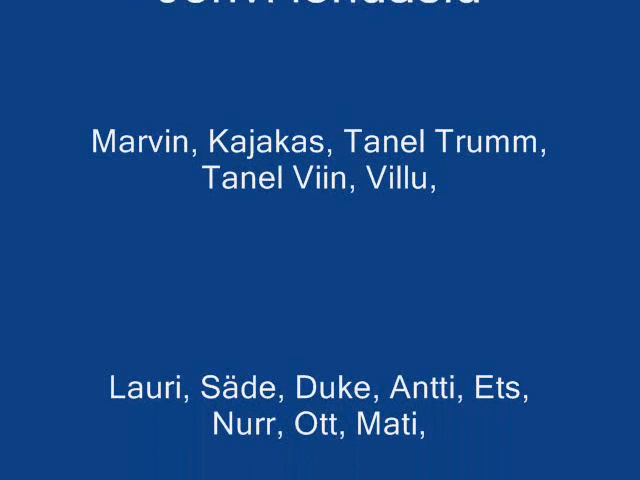 Marvin, Kajakas, Tanel Trumm,
Tanel Viin, Villu,
Lauri, Säde, Duke, Antti, Ets,
Nurr, Ott, Mati,